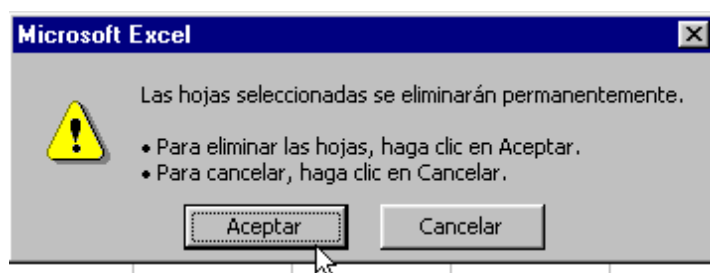 Microsoft Excel
Las hojas seleccionadas se eliminarán permanentemente.
• Para eliminar las hojas, haga clic en Aceptar.
• Para cancelar, haga clic en Cancelar.
Aceptar Cancelar